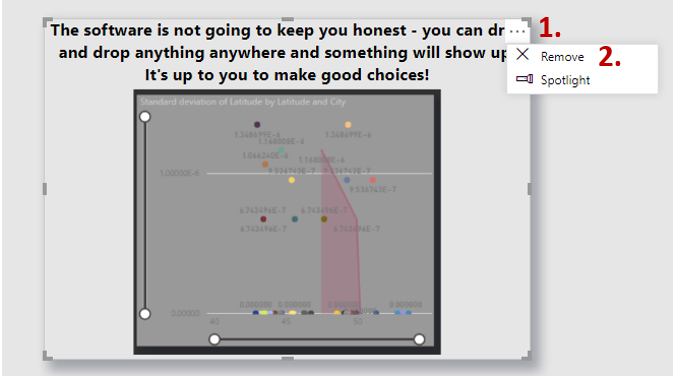 The software is not going to keep you honest - you can dr
... 1.
and drop anything anywhere and something will show up
Remove 2.
It's up to you to make good choices!
Spotlight
Standard deviation of Latitude by Latitude and City
1.348699E-6 1.348699E-6
1.168008E-6
1.066240E-6 1.168008E-6
9.536743E-7 9.536743E-7
1.00000E-6
9.536743E-7
6.743496E-7 6.743496E-7
6.743496E-7 6.743496E-7
0.000000 0.000000 0.000000 0.000000
0.00000
40 45 50